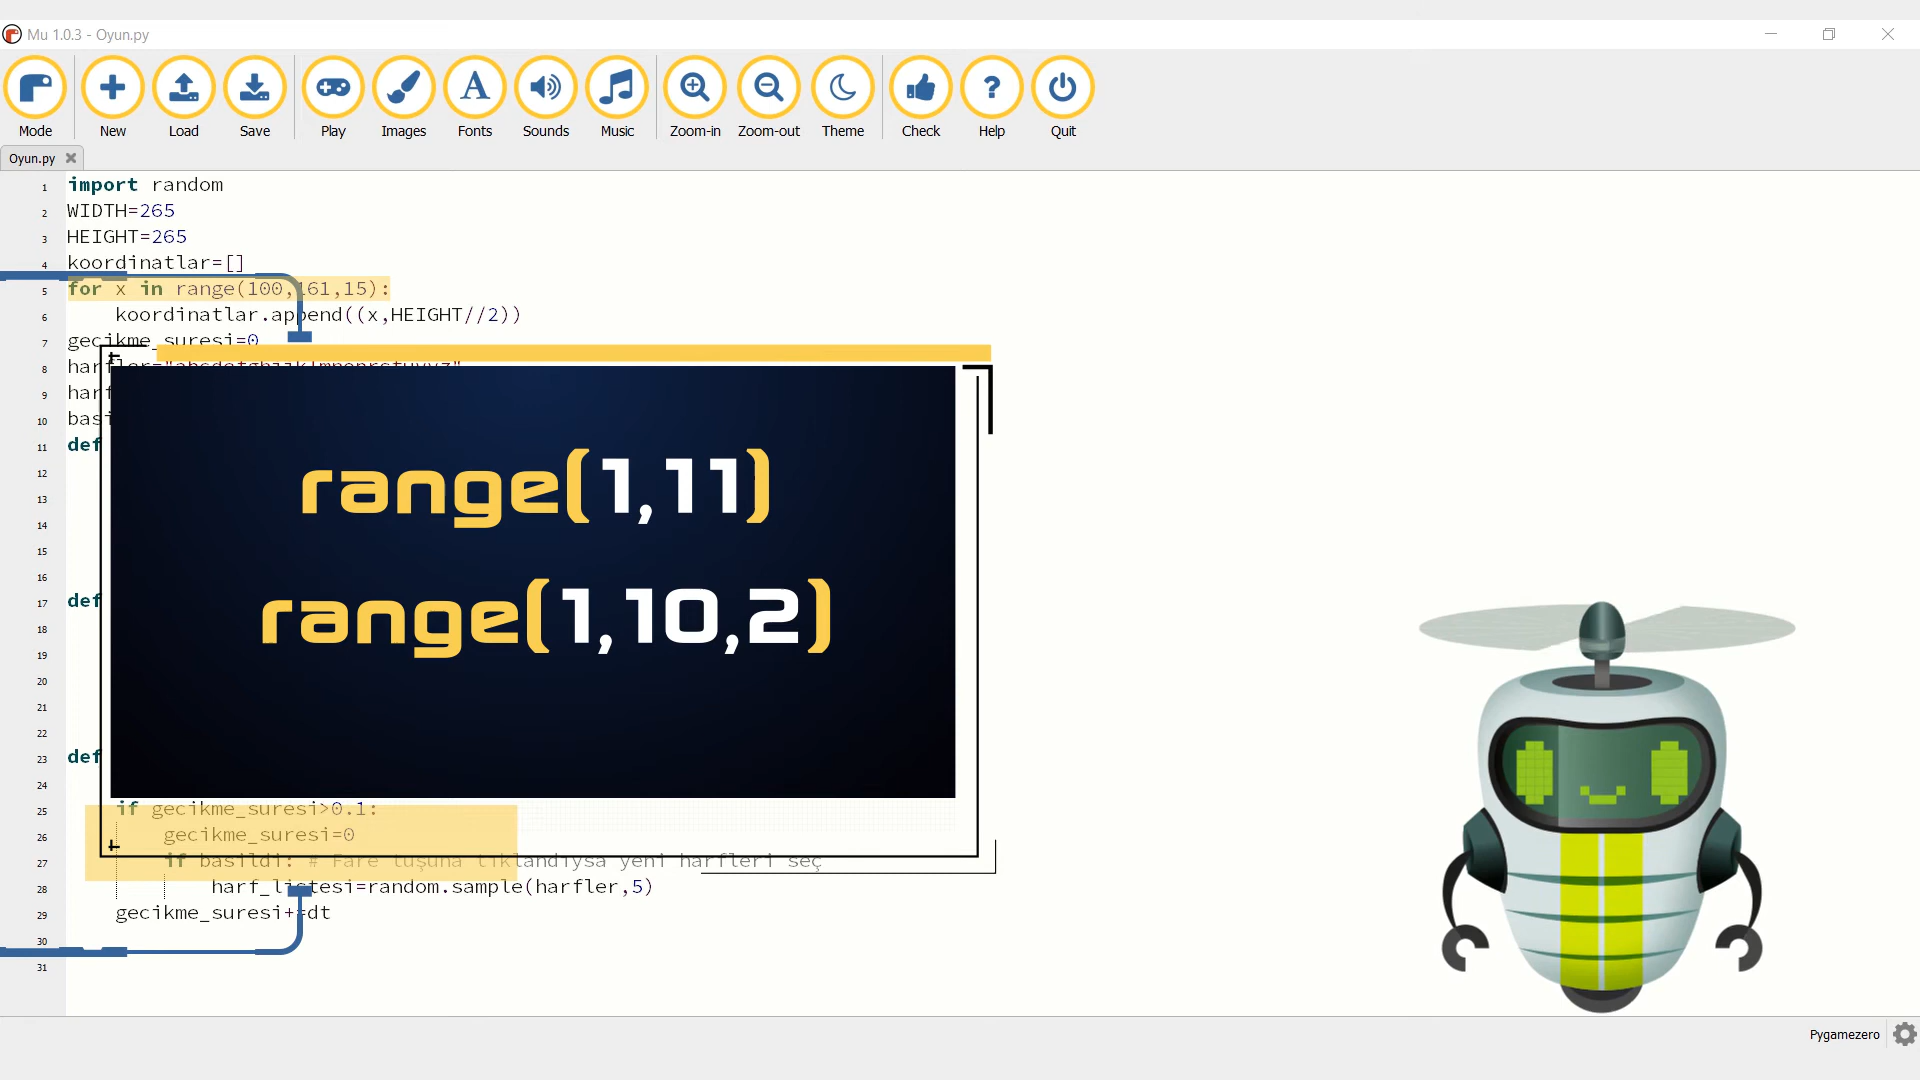 Mu 1.0.3 - Oyun.py
Mode New Load Save Play Images Fonts Sounds Music Zoom-in Zoom-out Theme Check Help Quit
Oyun.py
1 import random
2 WIDTH=265
3 HEIGHT=265
4 koordinatlar=[]
5 for x in range(100,161,15):
6 koordinatlar.append((x,HEIGHT//2))
7 gecikme_suresi=0
8
9
10
11 def
12
13
14
15
16
17 def
18
19
20
21
22
23 def
24
25 if gecikme_suresi>0.1:
26 gecikme_suresi=0
27 if basildi: # Fare tuşuna tıklandıysa yeni harfleri seç
28 harf_listesi=random.sample(harfler,5)
29 gecikme_suresi+=dt
30
31
range(1,11)
range(1,10,2)
Pygamezero